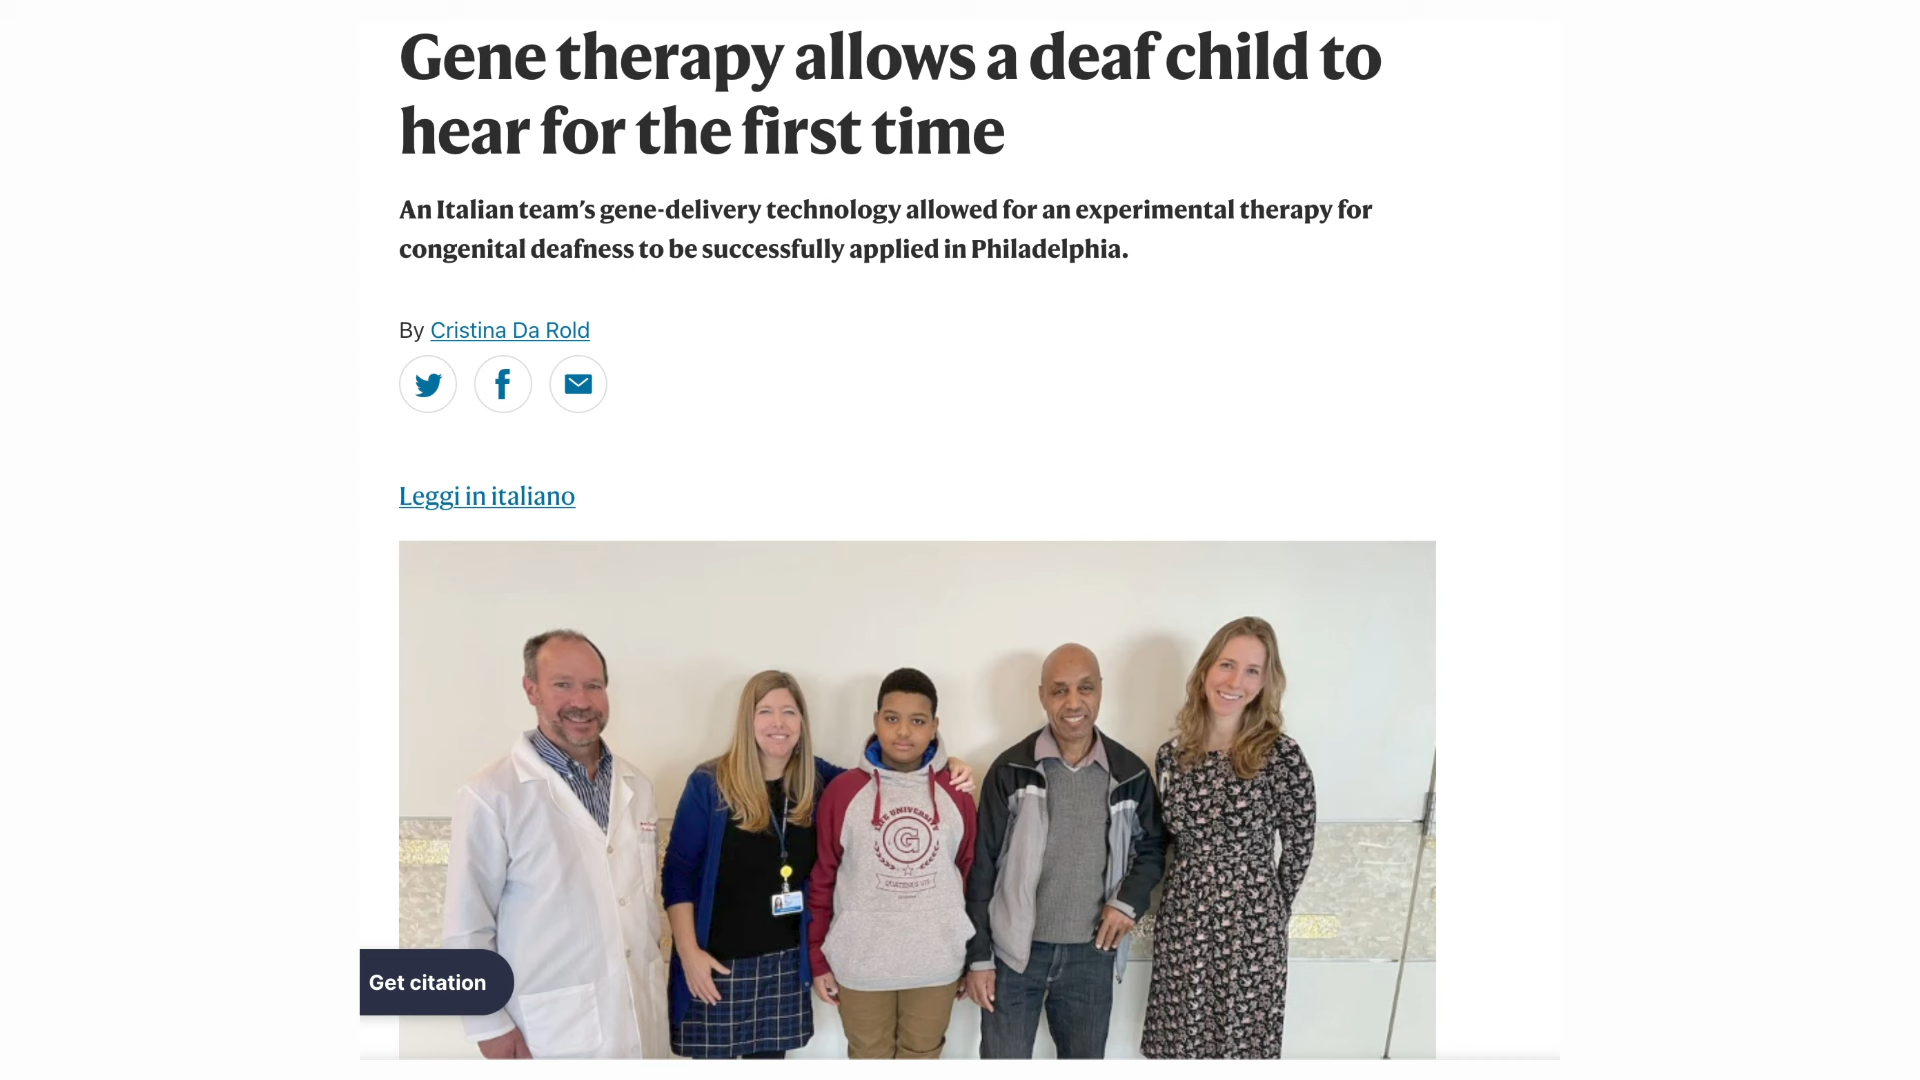 Gene therapy allows a deaf child to
hear for the first time
An Italian team’s gene-delivery technology allowed for an experimental therapy for
congenital deafness to be successfully applied in Philadelphia.
By Cristina Da Rold
Leggi in italiano
UNIVERSITY
G
Get citation